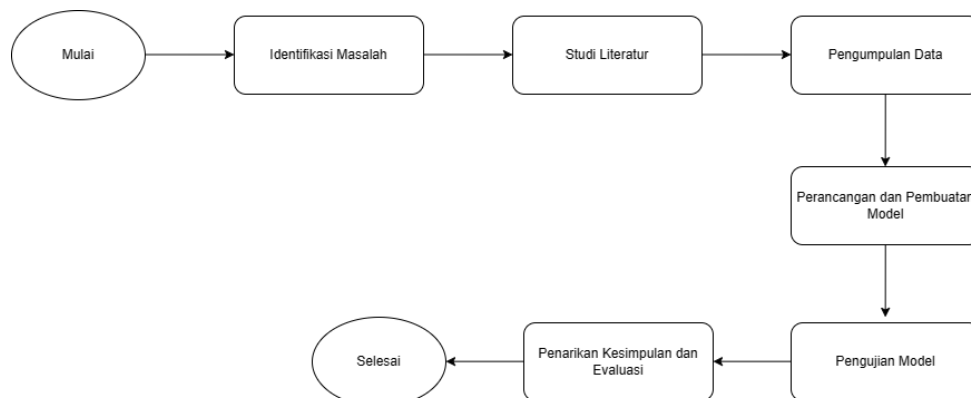 Mulai
Identifikasi Masalah
Studi Literatur
Pengumpulan Data
Perancangan dan Pembuatan
Model
Pengujian Model
Penarikan Kesimpulan dan
Evaluasi
Selesai